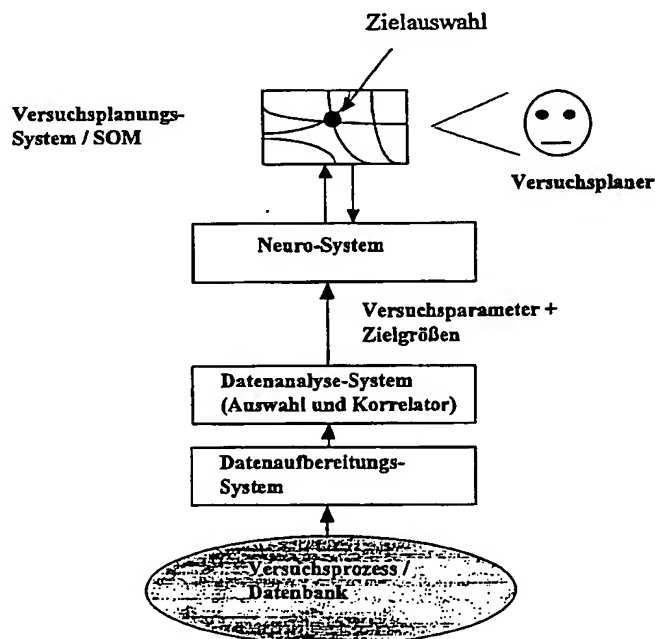 Zielauswahl
Versuchsplanungs-
System / SOM
Versuchsplaner
Neuro-System
Versuchsparameter +
Zielgrößen
Datenanalyse-System
(Auswahl und Korrelator)
Datenaufbereitungs-
System
Versuchsprozess /
Datenbank